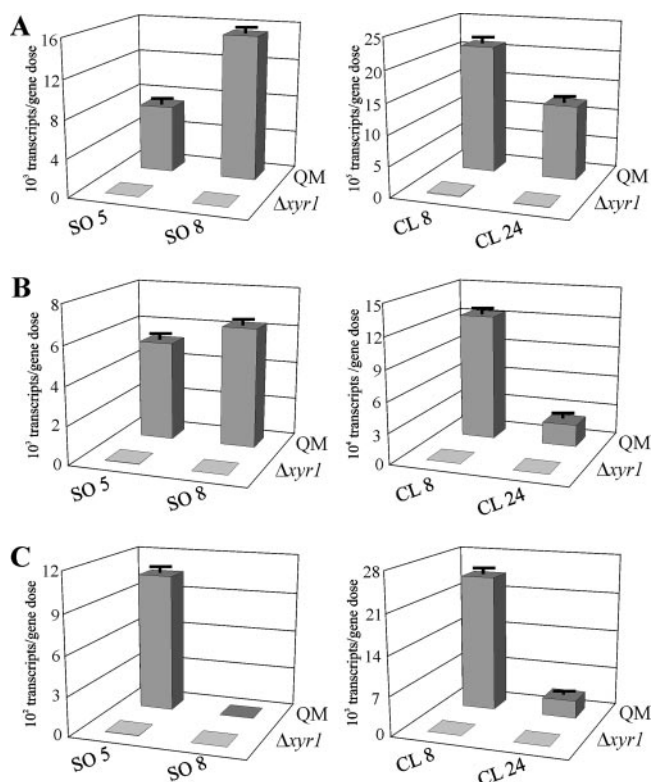 A
10³ transcripts/gene dose
16
12
8
4
0
SO 5
SO 8
QM
Δxyr1
10⁵ transcripts/gene dose
25
20
15
10
5
0
CL 8
CL 24
QM
Δxyr1
B
10³ transcripts/gene dose
8
6
4
2
0
SO 5
SO 8
QM
Δxyr1
10⁴ transcripts /gene dose
15
12
9
6
3
0
CL 8
CL 24
QM
Δxyr1
C
10² transcripts/gene dose
12
9
6
3
0
SO 5
SO 8
QM
Δxyr1
10³ transcripts/gene dose
28
21
14
7
0
CL 8
CL 24
QM
Δxyr1